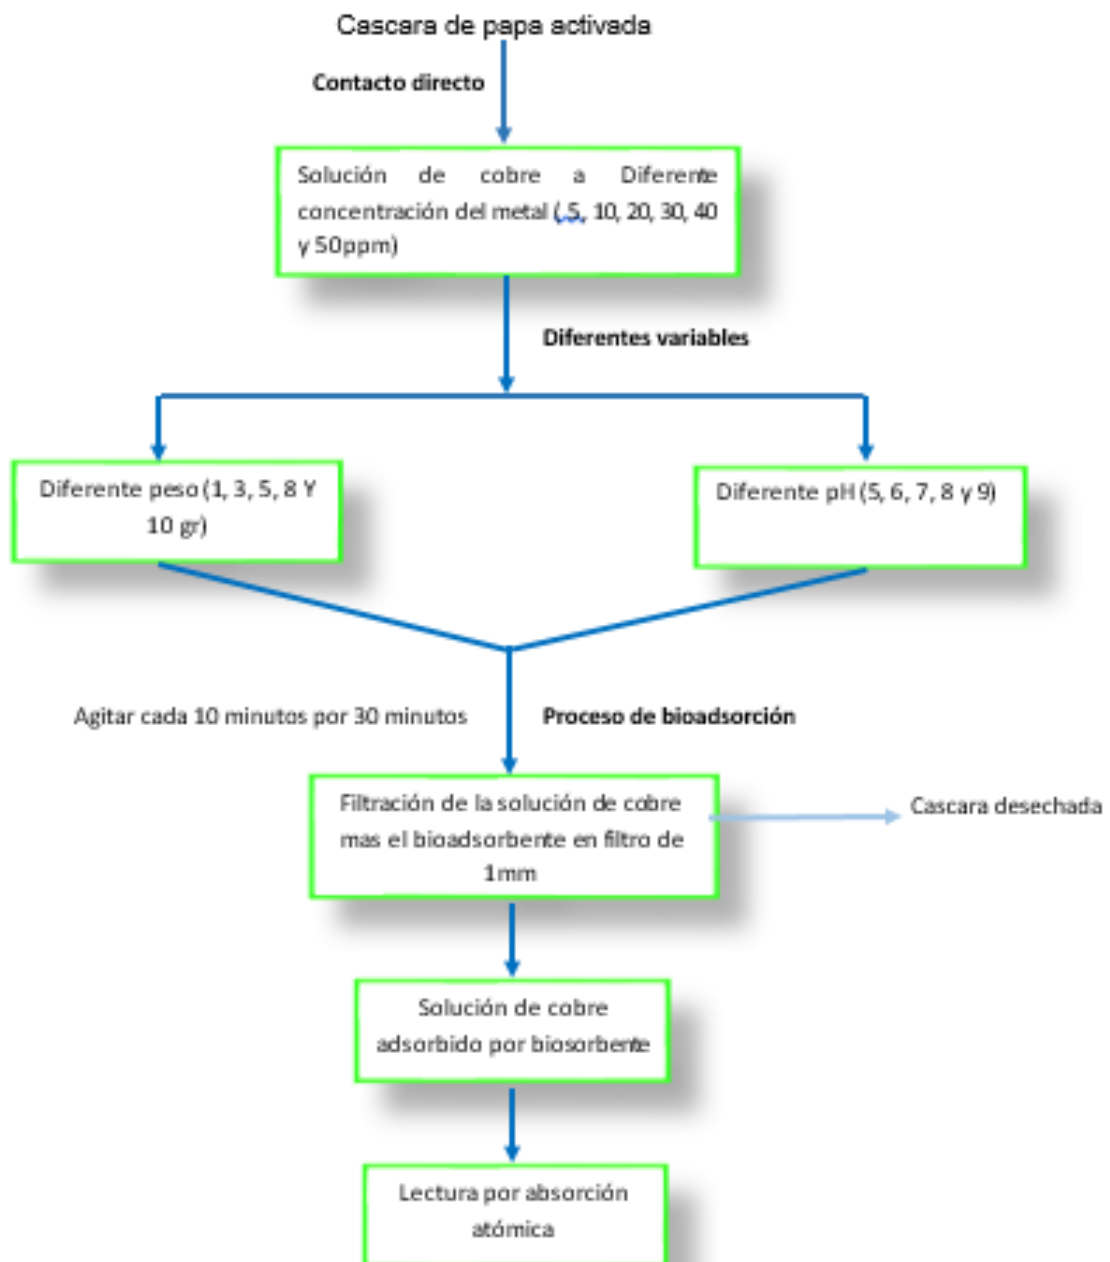 Cascara de papa activada
Contacto directo
Solución de cobre a Diferente
concentración del metal (,5, 10, 20, 30, 40
y 50ppm)
Diferentes variables
Diferente peso (1, 3, 5, 8 Y
10 gr)
Diferente pH (5, 6, 7, 8 y 9)
Agitar cada 10 minutos por 30 minutos
Proceso de bioadsorción
Filtración de la solución de cobre
mas el bioadsorbente en filtro de
1mm
Cascara desechada
Solución de cobre
adsorbido por biosorbente
Lectura por absorción
atómica